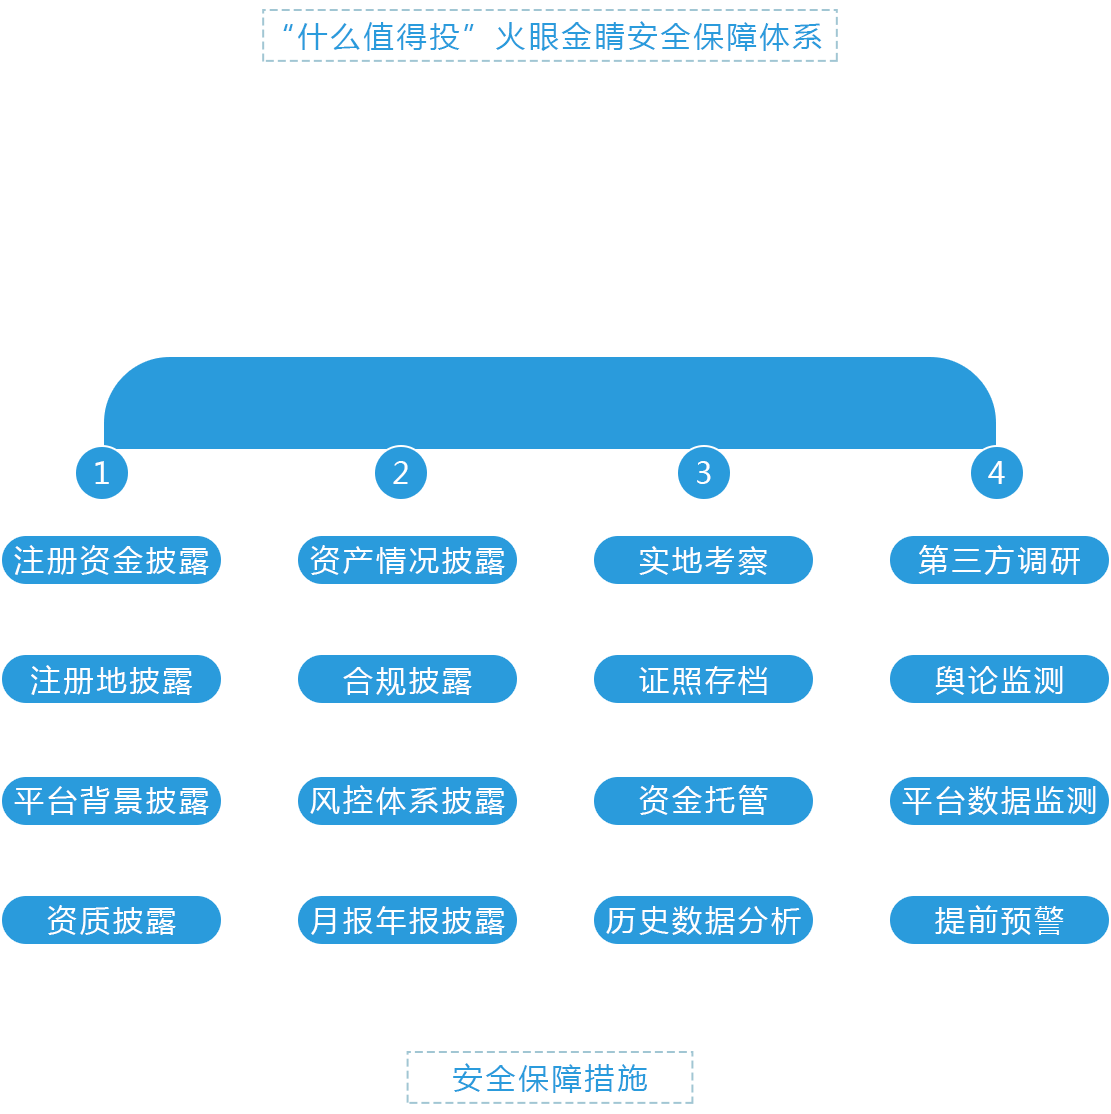 “什么值得投”火眼金睛安全保障体系
1
2
3
4
注册资金披露
资产情况披露
实地考察
第三方调研
注册地披露
合规披露
证照存档
舆论监测
平台背景披露
风控体系披露
资金托管
平台数据监测
资质披露
月报年报披露
历史数据分析
提前预警
安全保障措施